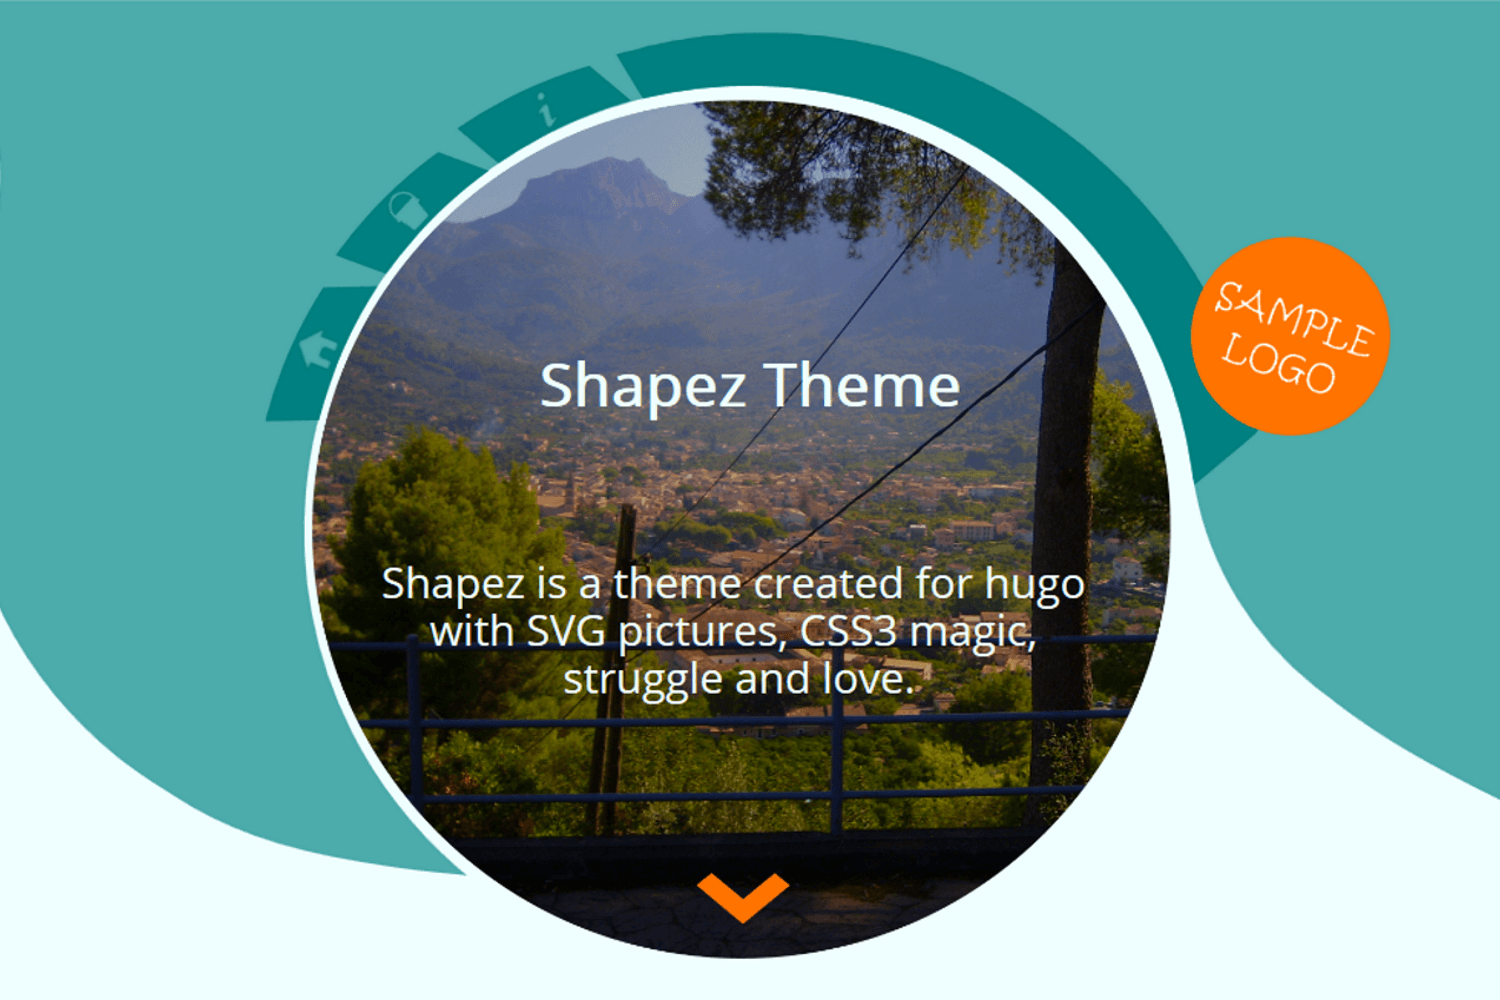 SAMPLE
LOGO
Shapez Theme
Shapez is a theme created for hugo
with SVG pictures, CSS3 magic,
struggle and love.